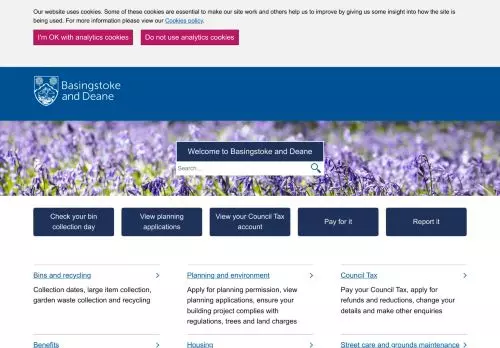 Our website uses cookies. Some of these cookies are essential to make our site work and others help us to improve by giving us some insight into how the site is
being used. For more information please view our Cookies policy.
I'm OK with analytics cookies
Do not use analytics cookies
Basingstoke
and Deane
Welcome to Basingstoke and Deane
Search...
Check your bin
collection day
View planning
applications
View your Council Tax
account
Pay for it
Report it
Bins and recycling
Collection dates, large item collection,
garden waste collection and recycling
Planning and environment
Apply for planning permission, view
planning applications, ensure your
building project complies with
regulations, trees and land charges
Council Tax
Pay your Council Tax, apply for
refunds and reductions, change your
details and make other enquiries
Benefits
Housing
Street care and grounds maintenance